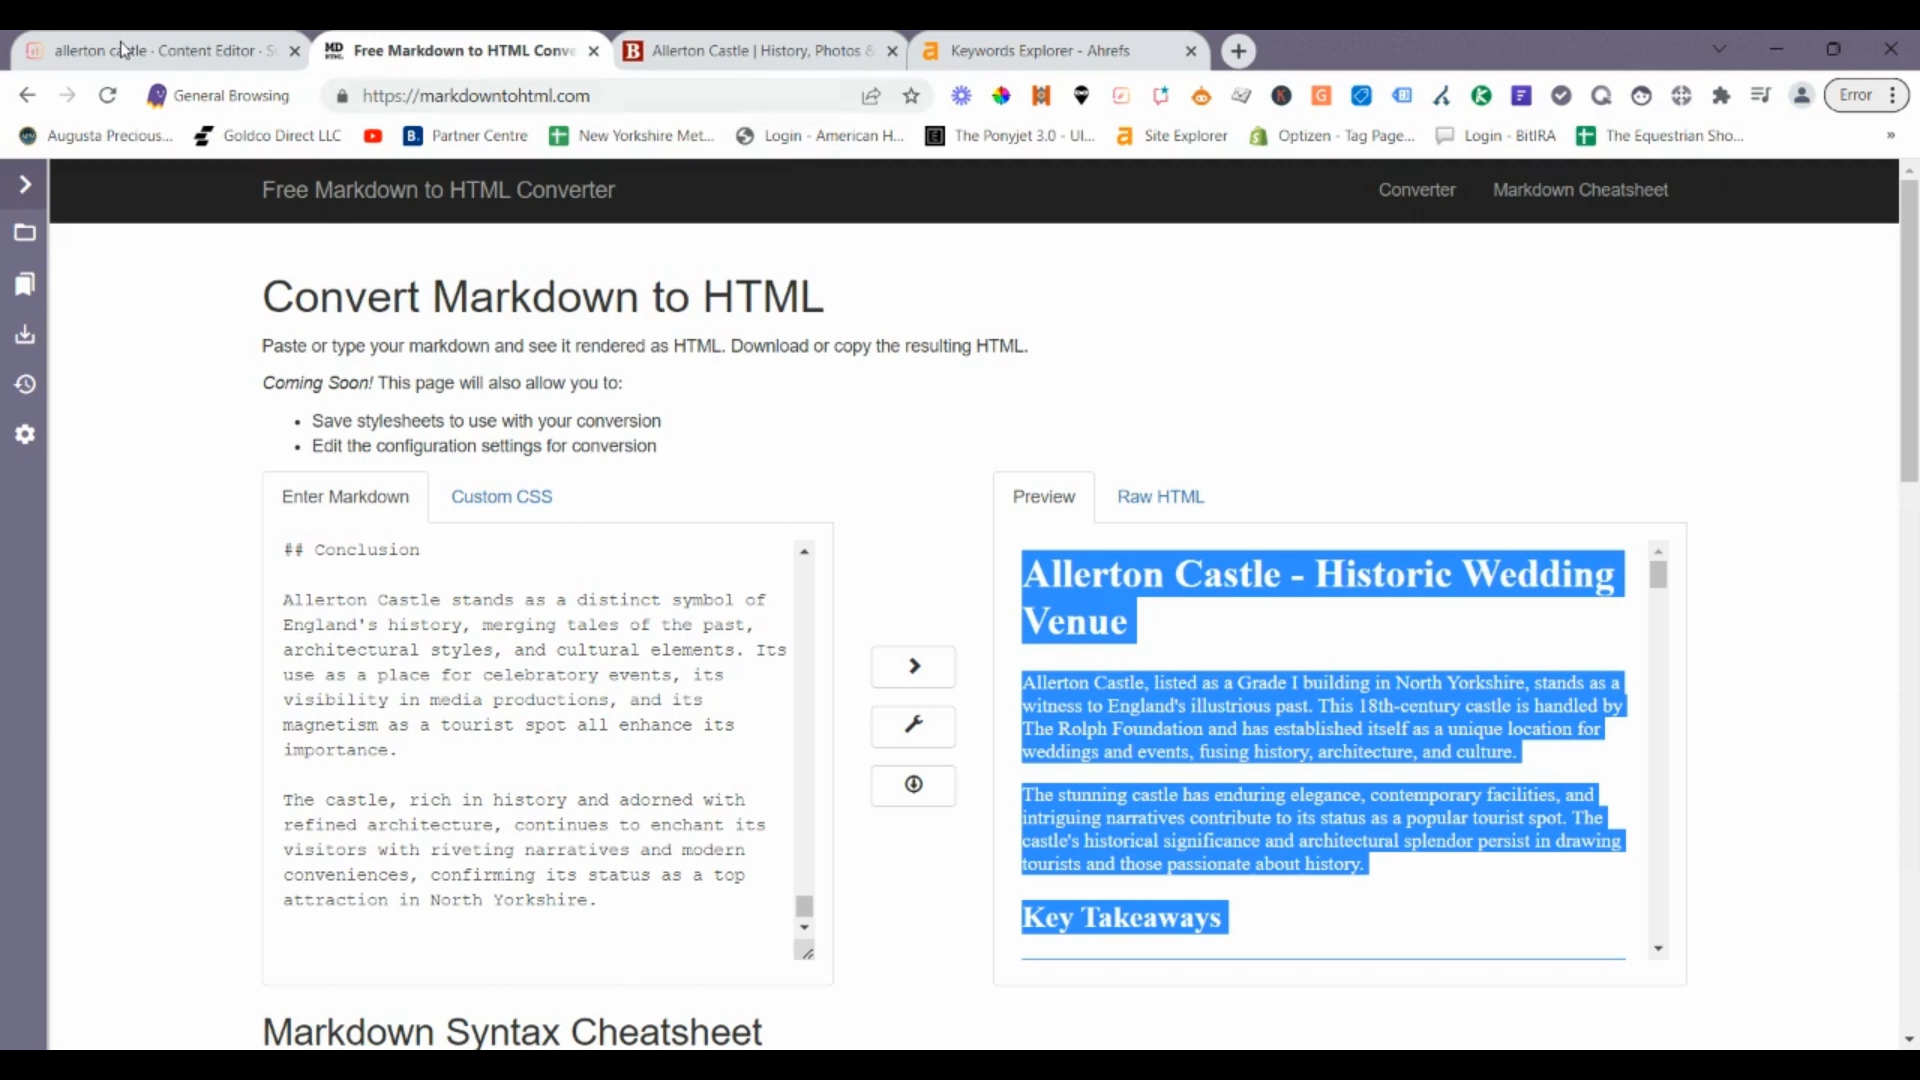 allerton castle · Content Editor - S
MD HTML Free Markdown to HTML Conve
B Allerton Castle | History, Photos &
a Keywords Explorer - Ahrefs
General Browsing
https://markdowntohtml.com
Error
Augusta Precious...
Goldco Direct LLC
B. Partner Centre
New Yorkshire Met...
Login - American H...
The Ponyjet 3.0 - Ul...
a Site Explorer
Optizen - Tag Page...
Login - BitIRA
The Equestrian Sho...
»
Free Markdown to HTML Converter
Converter
Markdown Cheatsheet
Convert Markdown to HTML
Paste or type your markdown and see it rendered as HTML. Download or copy the resulting HTML.
Coming Soon! This page will also allow you to:
• Save stylesheets to use with your conversion
• Edit the configuration settings for conversion
Enter Markdown
Custom CSS
## Conclusion
Allerton Castle stands as a distinct symbol of
England's history, merging tales of the past,
architectural styles, and cultural elements. Its
use as a place for celebratory events, its
visibility in media productions, and its
magnetism as a tourist spot all enhance its
importance.
The castle, rich in history and adorned with
refined architecture, continues to enchant its
visitors with riveting narratives and modern
conveniences, confirming its status as a top
attraction in North Yorkshire.
Preview
Raw HTML
Allerton Castle - Historic Wedding
Venue
Allerton Castle, listed as a Grade I building in North Yorkshire, stands as a
witness to England's illustrious past. This 18th-century castle is handled by
The Rolph Foundation and has established itself as a unique location for
weddings and events, fusing history, architecture, and culture.
The stunning castle has enduring elegance, contemporary facilities, and
intriguing narratives contribute to its status as a popular tourist spot. The
castle's historical significance and architectural splendor persist in drawing
tourists and those passionate about history.
Key Takeaways
Markdown Syntax Cheatsheet